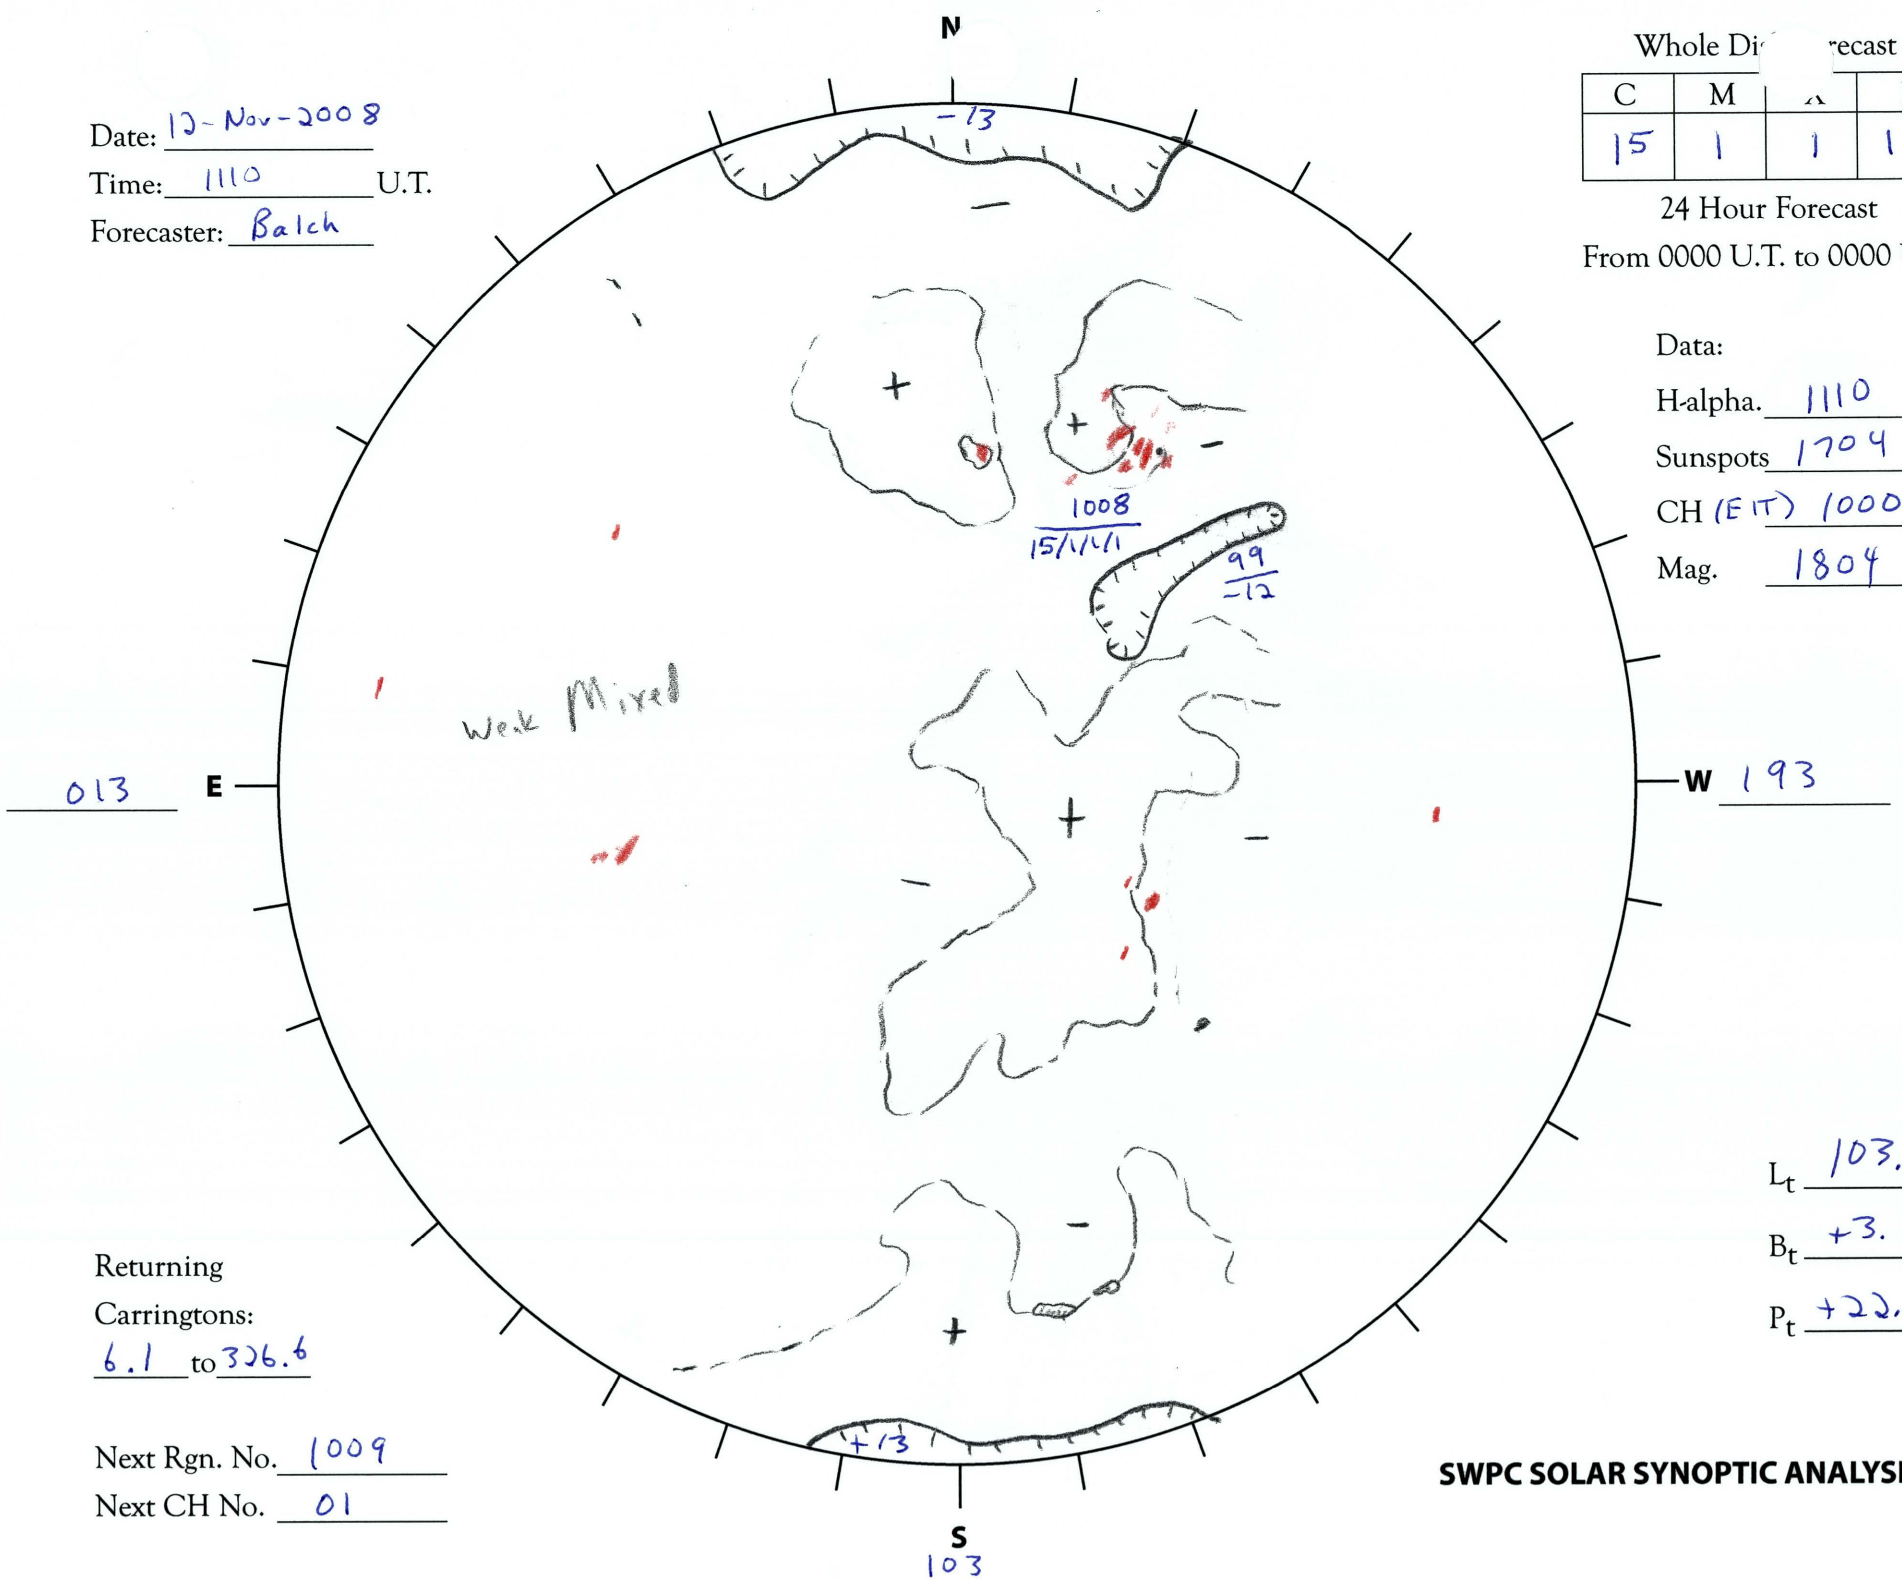 N
Whole Di recast
Date: 12-Nov-2008
C M
15 1 1 1
Time: 1110 U.T.
Forecaster: Balch
24 Hour Forecast
From 0000 U.T. to 0000
-13
−
Data:
H-alpha. 1110
Sunspots 1704
CH (EIT) 1000
Mag. 1804
+
+
−
1008
15/1/1/1
99
-12
Weak Mixed
013 E
W 193
+
−
−
Lt 103.
Bt +3.
Pt +22.
−
+
Returning
Carringtons:
6.1 to 326.6
+13
Next Rgn. No. 1009
Next CH No. 01
SWPC SOLAR SYNOPTIC ANALYSI
S
103